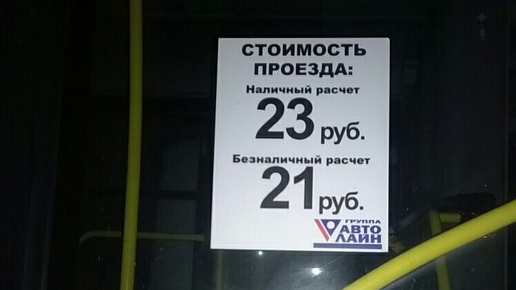 СТОИМОСТЬ
ПРОЕЗДА:
Наличный расчет
23 руб.
Безналичный расчет
21 руб.
ГРУППА
АВТО
ЛАЙН